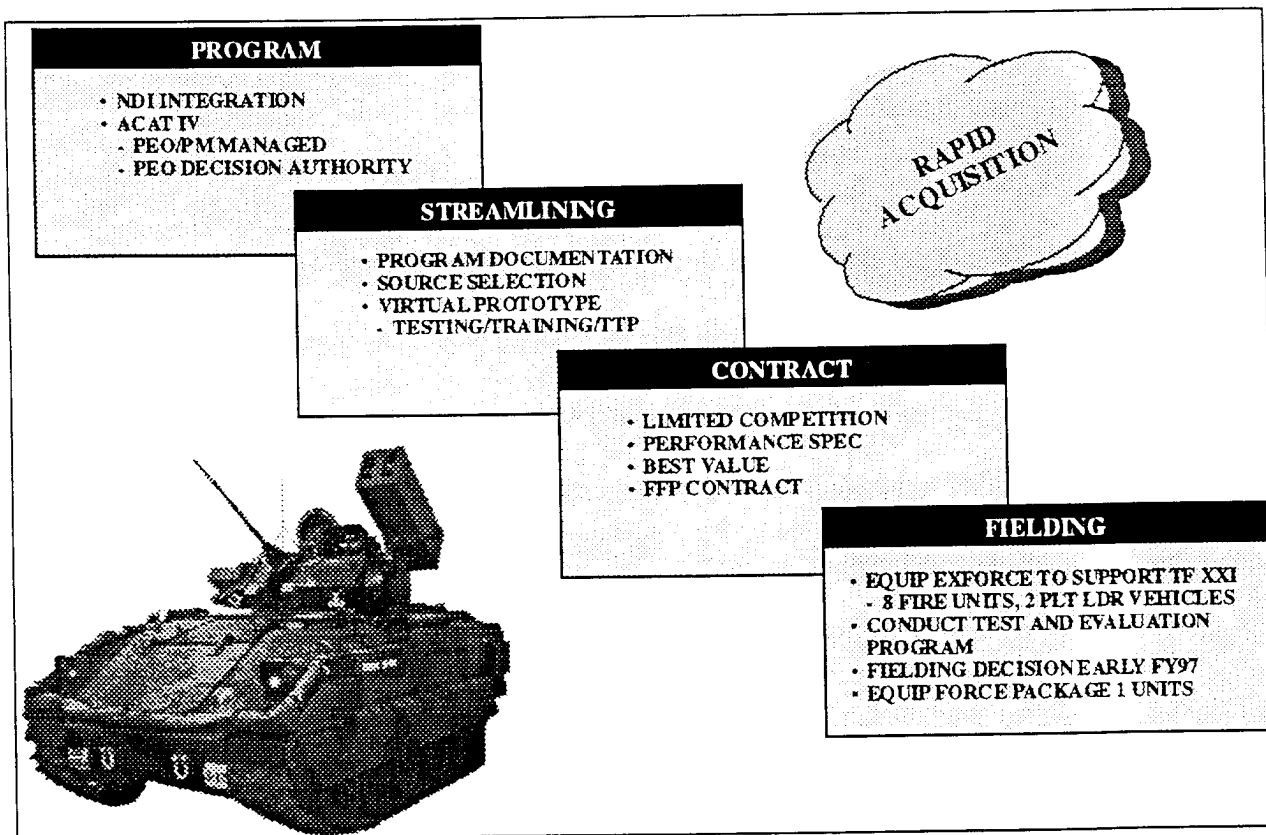 PROGRAM
• NDI INTEGRATION
• ACAT IV
- PEO/PM MANAGED
- PEO DECISION AUTHORITY
STREAMLINING
• PROGRAM DOCUMENTATION
• SOURCE SELECTION
• VIRTUAL PROTOTYPE
- TESTING/TRAINING/TTP
RAPID
ACQUISITION
CONTRACT
• LIMITED COMPETITION
• PERFORMANCE SPEC
• BEST VALUE
• FFP CONTRACT
FIELDING
• EQUIP EXFORCE TO SUPPORT TF XXI
- 8 FIRE UNITS, 2 PLT LDR VEHICLES
• CONDUCT TEST AND EVALUATION
PROGRAM
• FIELDING DECISION EARLY FY97
• EQUIP FORCE PACKAGE 1 UNITS